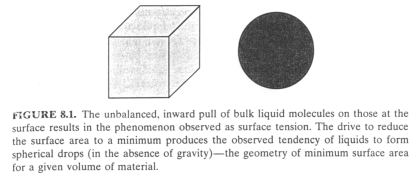 FIGURE 8.1. The unbalanced, inward pull of bulk liquid molecules on those at the
surface results in the phenomenon observed as surface tension. The drive to reduce
the surface area to a minimum produces the observed tendency of liquids to form
spherical drops (in the absence of gravity)—the geometry of minimum surface area
for a given volume of material.